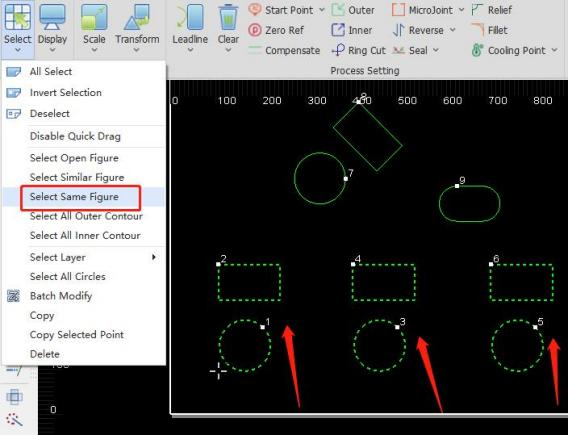 Start Point
Outer
MicroJoint
Relief
Zero Ref
Inner
Reverse
Fillet
Select
Display
Scale
Transform
Leadline
Clear
Compensate
Ring Cut
Seal
Cooling Point
Process Setting
All Select
Invert Selection
Deselect
Disable Quick Drag
Select Open Figure
Select Similar Figure
Select Same Figure
Select All Outer Contour
Select All Inner Contour
Select Layer
Select All Circles
Batch Modify
Copy
Copy Selected Point
Delete
0 100 200 300 400 500 600 700 800
8
7
9
2 4 6
1 3 5
0